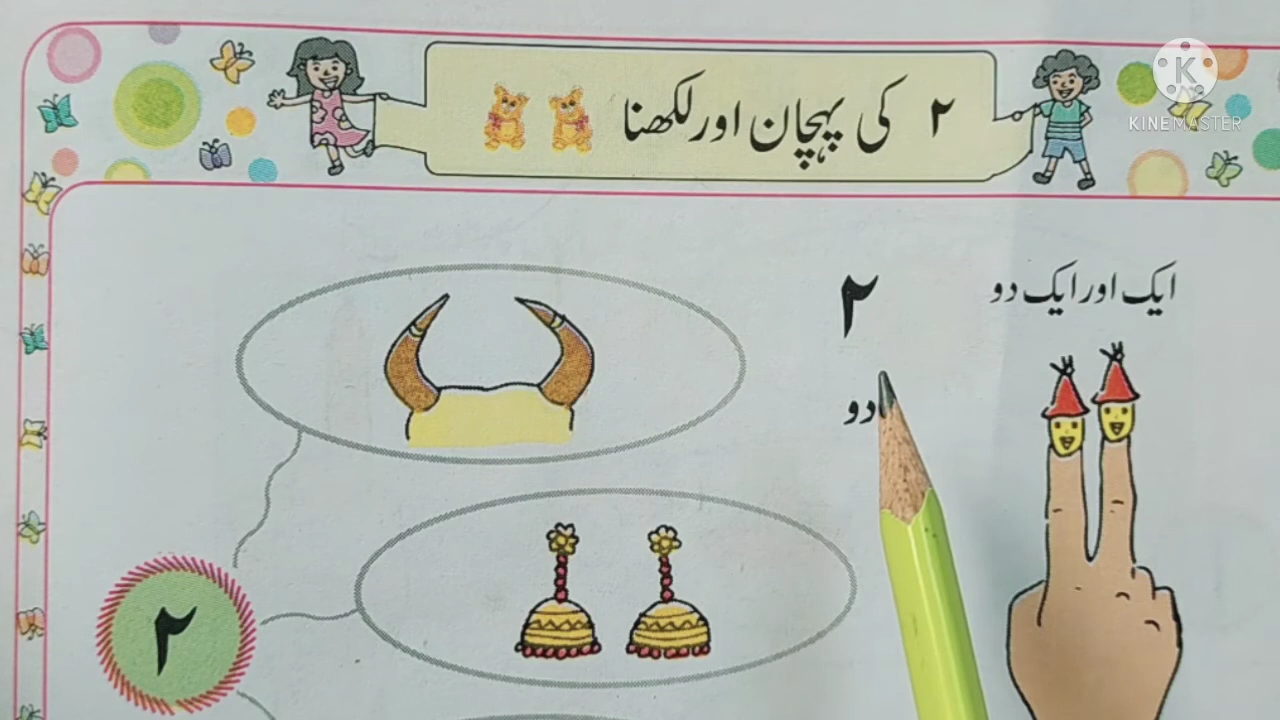 ۲ کی پہچان اور لکھنا
K
KINEMASTER
ایک اور ایک دو
۲
دو
۲